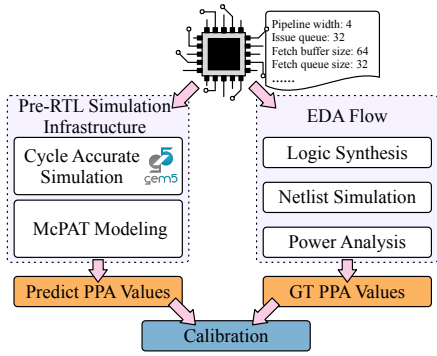 Pipeline width: 4
Issue queue: 32
Fetch buffer size: 64
Fetch queue size: 32
......
Pre-RTL Simulation
Infrastructure
Cycle Accurate
Simulation
gem5
McPAT Modeling
Predict PPA Values
EDA Flow
Logic Synthesis
Netlist Simulation
Power Analysis
GT PPA Values
Calibration